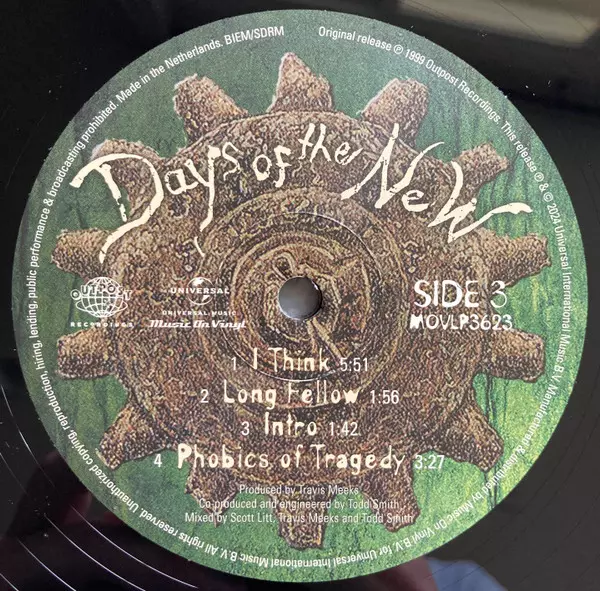 Unauthorized copying, reproduction, hiring, lending, public performance & broadcasting prohibited. Made in the Netherlands. BIEM/SDRM
Original release ℗ 1999 Outpost Recordings. This release ℗ & © 2024 Universal International Music B.V. Manufactured & distributed by Music On Vinyl B.V. for Universal International Music B.V. All rights reserved.
Days of the New
OUTPOST
RECORDINGS
UNIVERSAL
UNIVERSAL MUSIC
Music On Vinyl
SIDE 3
MOVLP3623
1 I Think 5:51
2 Long Fellow 1:56
3 Intro 1:42
4 Phobics of Tragedy 3:27
Produced by Travis Meeks
Co-produced and engineered by Todd Smith
Mixed by Scott Litt, Travis Meeks and Todd Smith